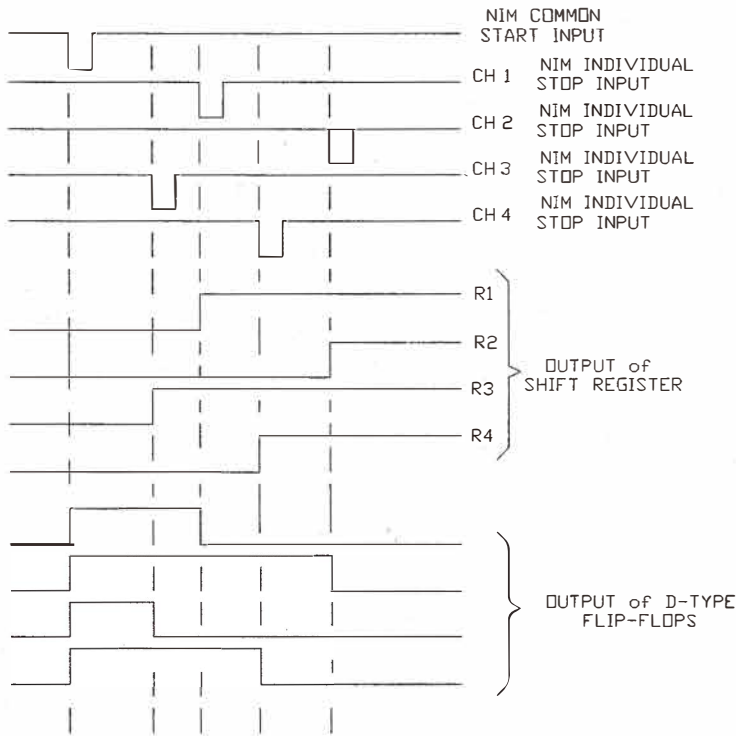 NIM COMMON
START INPUT
CH 1 NIM INDIVIDUAL
STOP INPUT
CH 2 NIM INDIVIDUAL
STOP INPUT
CH 3 NIM INDIVIDUAL
STOP INPUT
CH 4 NIM INDIVIDUAL
STOP INPUT
R1
R2
OUTPUT of
SHIFT REGISTER
R3
R4
OUTPUT of D-TYPE
FLIP-FLOPS